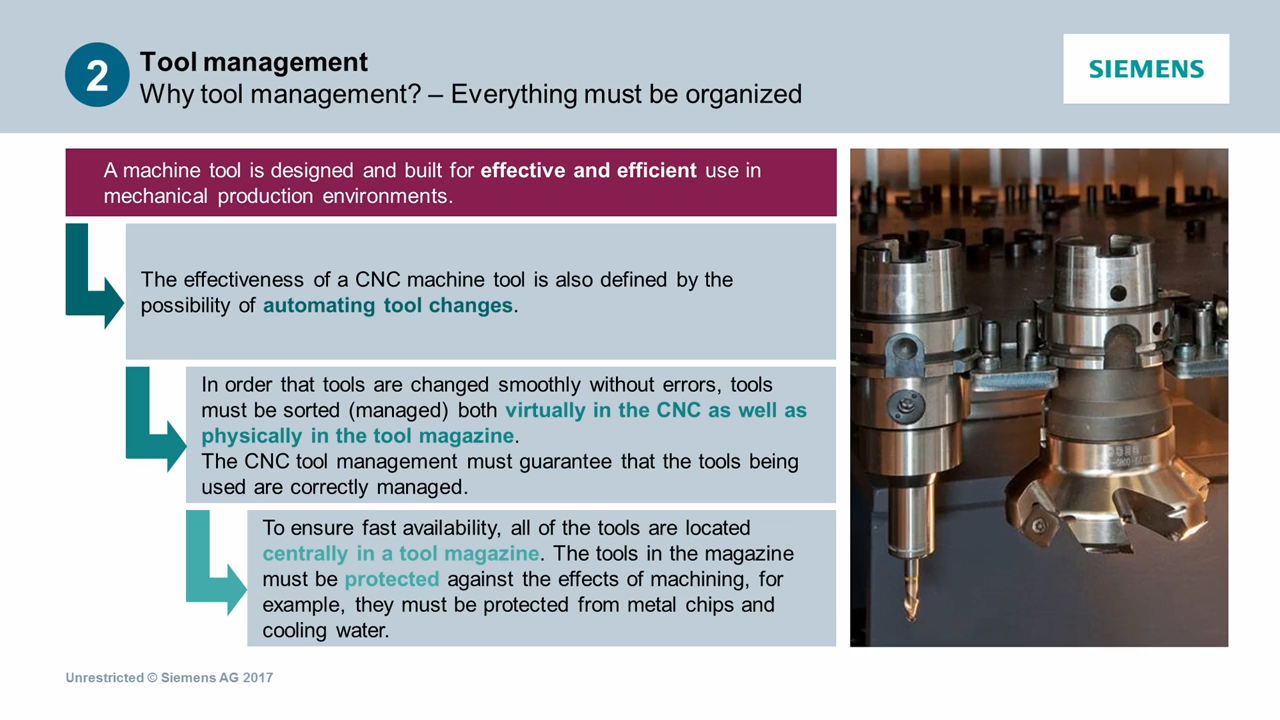 2
Tool management
Why tool management? – Everything must be organized
SIEMENS
A machine tool is designed and built for effective and efficient use in
mechanical production environments.
The effectiveness of a CNC machine tool is also defined by the
possibility of automating tool changes.
In order that tools are changed smoothly without errors, tools
must be sorted (managed) both virtually in the CNC as well as
physically in the tool magazine.
The CNC tool management must guarantee that the tools being
used are correctly managed.
To ensure fast availability, all of the tools are located
centrally in a tool magazine. The tools in the magazine
must be protected against the effects of machining, for
example, they must be protected from metal chips and
cooling water.
Unrestricted © Siemens AG 2017